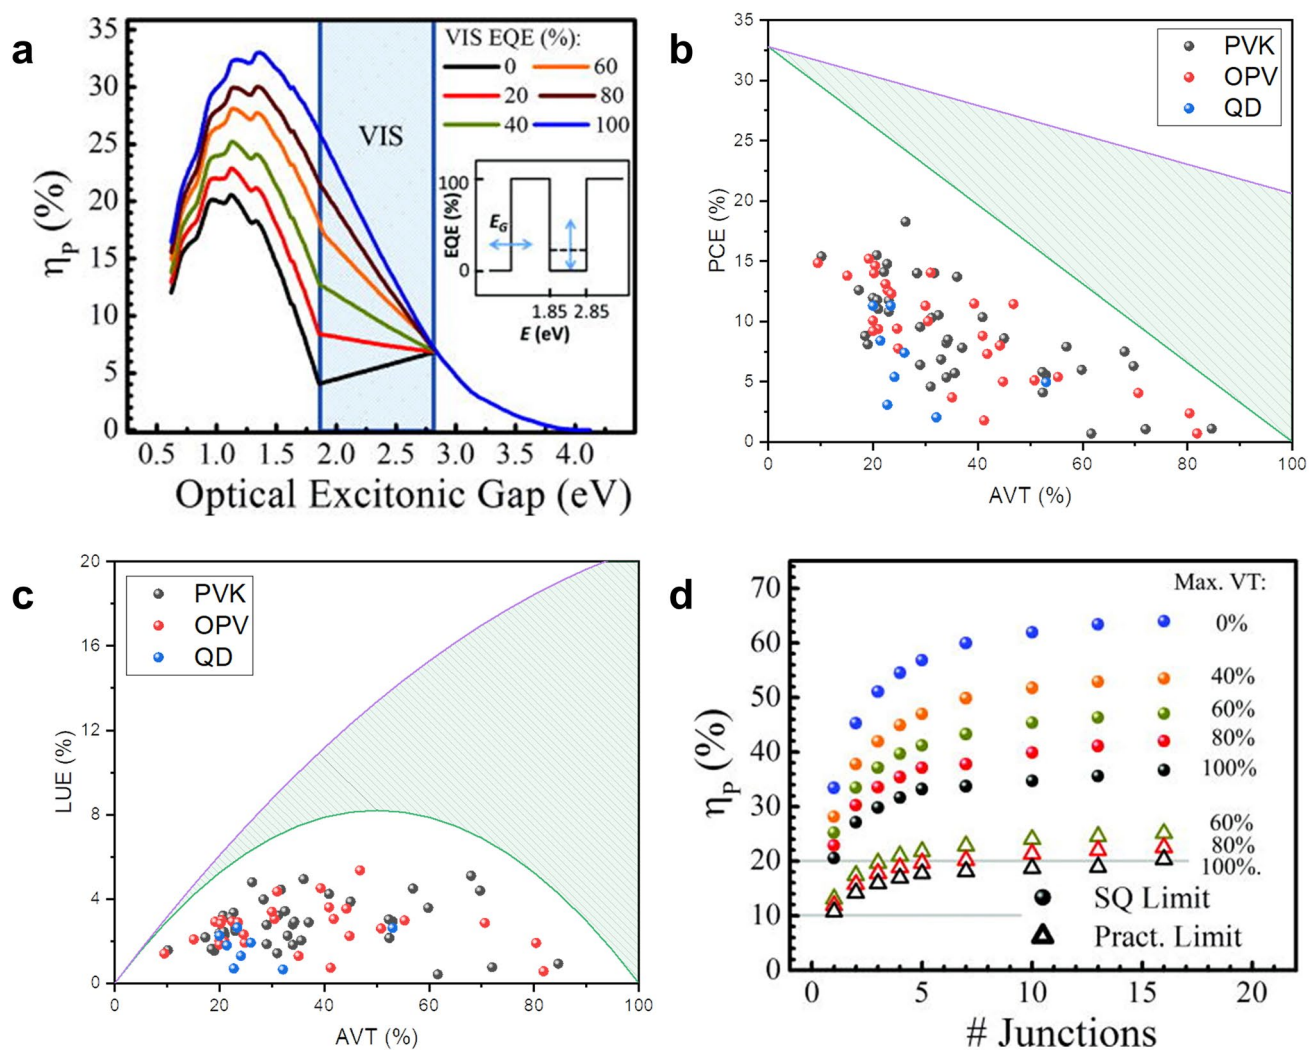 a
35
30
25
20
15
10
5
0
ηP (%)
0.5 1.0 1.5 2.0 2.5 3.0 3.5 4.0
Optical Excitonic Gap (eV)
VIS
VIS EQE (%):
0 60
20 80
40 100
EQE (%)
100
0
EG
1.85 2.85
E (eV)
b
35
30
25
20
15
10
5
0
PCE (%)
0 20 40 60 80 100
AVT (%)
PVK
OPV
QD
c
20
16
12
8
4
0
LUE (%)
0 20 40 60 80 100
AVT (%)
PVK
OPV
QD
d
70
60
50
40
30
20
10
0
ηP (%)
0 5 10 15 20
# Junctions
Max. VT:
0%
40%
60%
80%
100%
60%
80%
100%.
SQ Limit
Pract. Limit